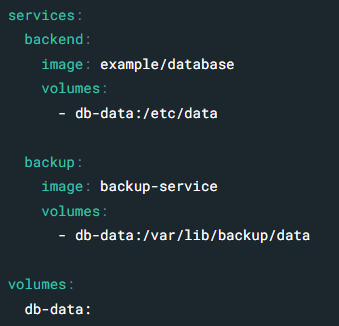 services:
  backend:
    image: example/database
    volumes:
      - db-data:/etc/data

  backup:
    image: backup-service
    volumes:
      - db-data:/var/lib/backup/data

volumes:
  db-data: